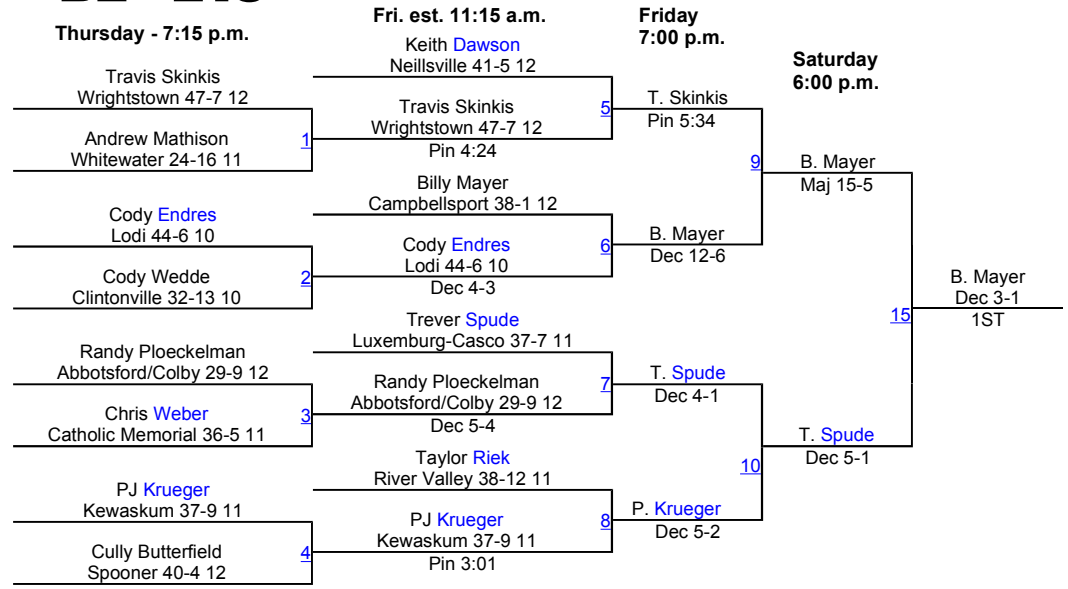 Thursday - 7:15 p.m.
Travis Skinkis
Wrightstown 47-7 12
Andrew Mathison
Whitewater 24-16 11
1
Cody Endres
Lodi 44-6 10
Cody Wedde
Clintonville 32-13 10
2
Randy Ploeckelman
Abbotsford/Colby 29-9 12
Chris Weber
Catholic Memorial 36-5 11
3
PJ Krueger
Kewaskum 37-9 11
Cully Butterfield
Spooner 40-4 12
4
Fri. est. 11:15 a.m.
Keith Dawson
Neillsville 41-5 12
Travis Skinkis
Wrightstown 47-7 12
Pin 4:24
5
Billy Mayer
Campbellsport 38-1 12
Cody Endres
Lodi 44-6 10
Dec 4-3
6
Trever Spude
Luxemburg-Casco 37-7 11
Randy Ploeckelman
Abbotsford/Colby 29-9 12
Dec 5-4
7
Taylor Riek
River Valley 38-12 11
PJ Krueger
Kewaskum 37-9 11
Pin 3:01
8
Friday
7:00 p.m.
T. Skinkis
Pin 5:34
9
B. Mayer
Dec 12-6
T. Spude
Dec 4-1
10
P. Krueger
Dec 5-2
Saturday
6:00 p.m.
B. Mayer
Maj 15-5
15
T. Spude
Dec 5-1
B. Mayer
Dec 3-1
1ST